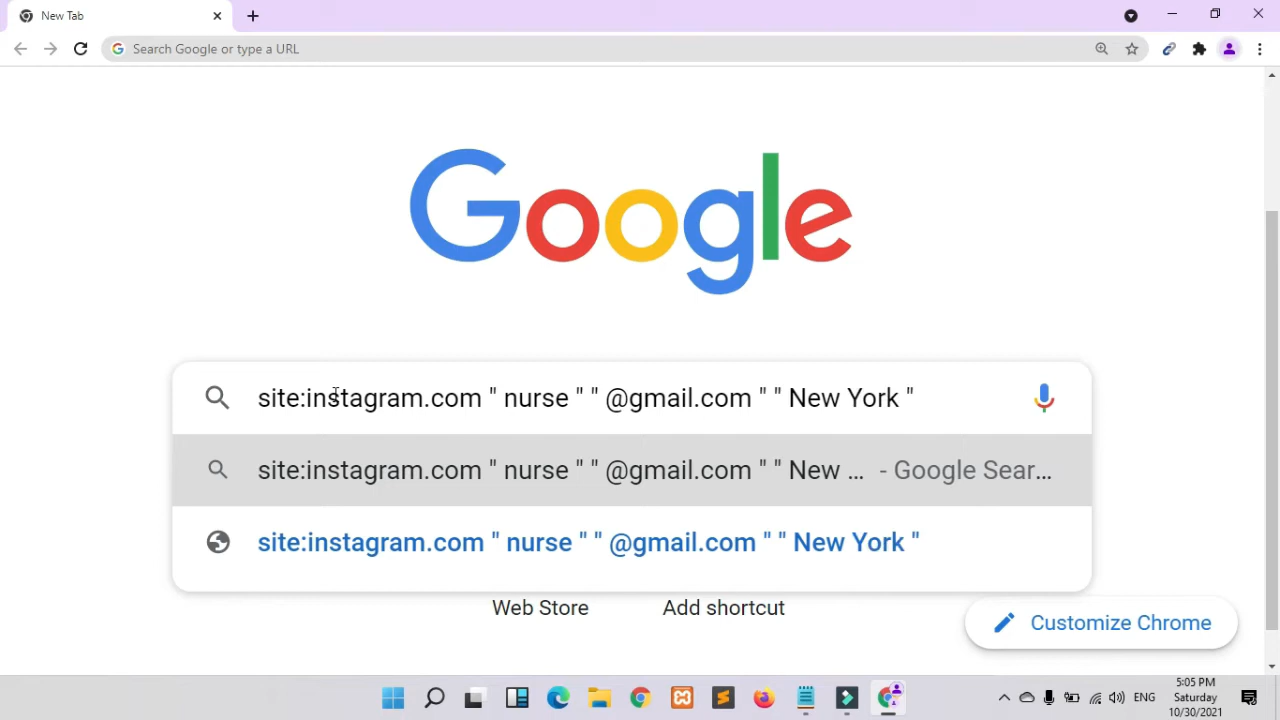 New Tab
Search Google or type a URL
Google
site:instagram.com " nurse " " @gmail.com " " New York "
site:instagram.com " nurse " " @gmail.com " " New ... - Google Sear...
site:instagram.com " nurse " " @gmail.com " " New York "
Web Store Add shortcut
Customize Chrome
ENG
5:05 PM
Saturday
10/30/2021